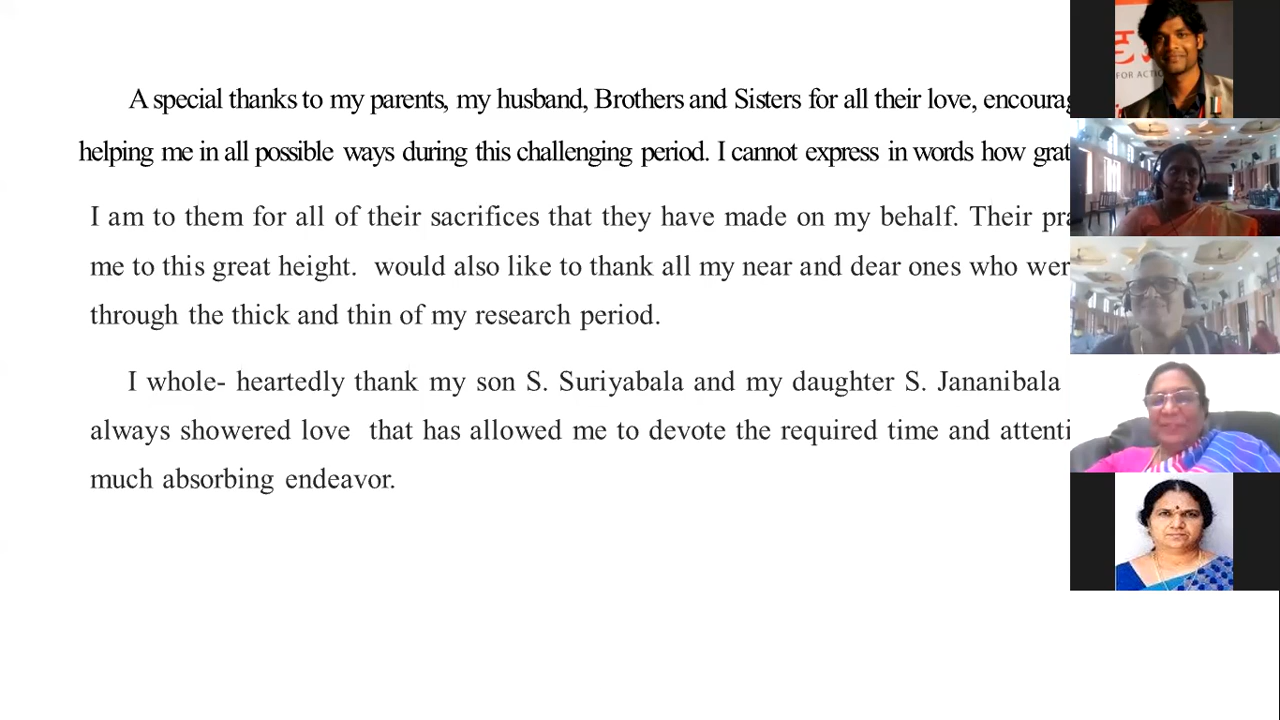 A special thanks to my parents, my husband, Brothers and Sisters for all their love,
helping me in all possible ways during this challenging period. I cannot express in words how
I am to them for all of their sacrifices that they have made on my behalf. Their
me to this great height. would also like to thank all my near and dear ones who
through the thick and thin of my research period.
I whole- heartedly thank my son S. Suriyabala and my daughter S. Jananibala
always showered love that has allowed me to devote the required time and
much absorbing endeavor.
FOR